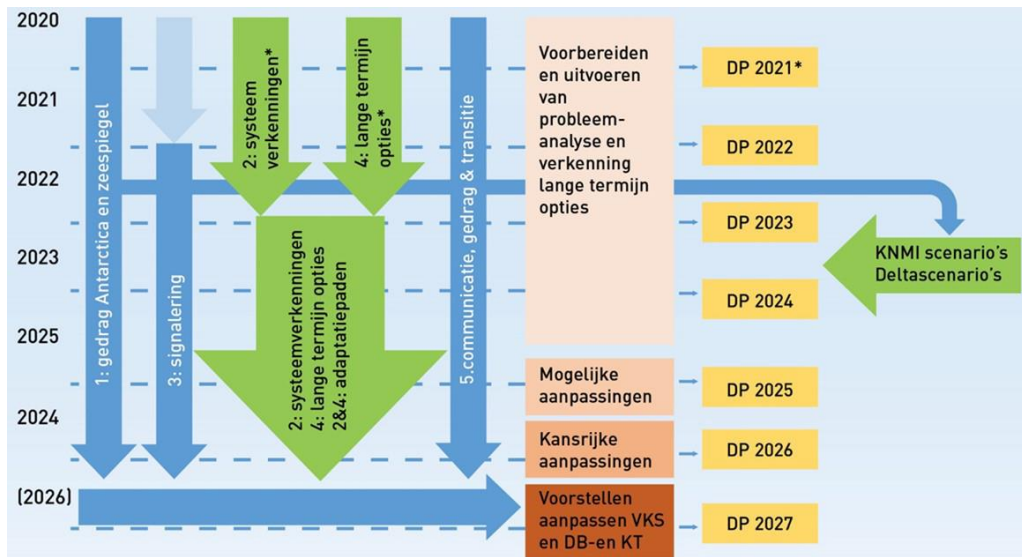 2020
2021
2022
2023
2025
2024
(2026)
1: gedrag Antarctica en zeespiegel
3: signalering
2: systeem
verkenningen*
4: lange termijn
opties*
2: systeemverkenningen
4: lange termijn opties
2&4: adaptatiepaden
5.communicatie, gedrag & transitie
Voorbereiden
en uitvoeren
van
probleem-
analyse en
verkenning
lange termijn
opties
Mogelijke
aanpassingen
Kansrijke
aanpassingen
Voorstellen
aanpassen VKS
en DB-en KT
DP 2021*
DP 2022
DP 2023
DP 2024
DP 2025
DP 2026
DP 2027
KNMI scenario's
Deltascenario's